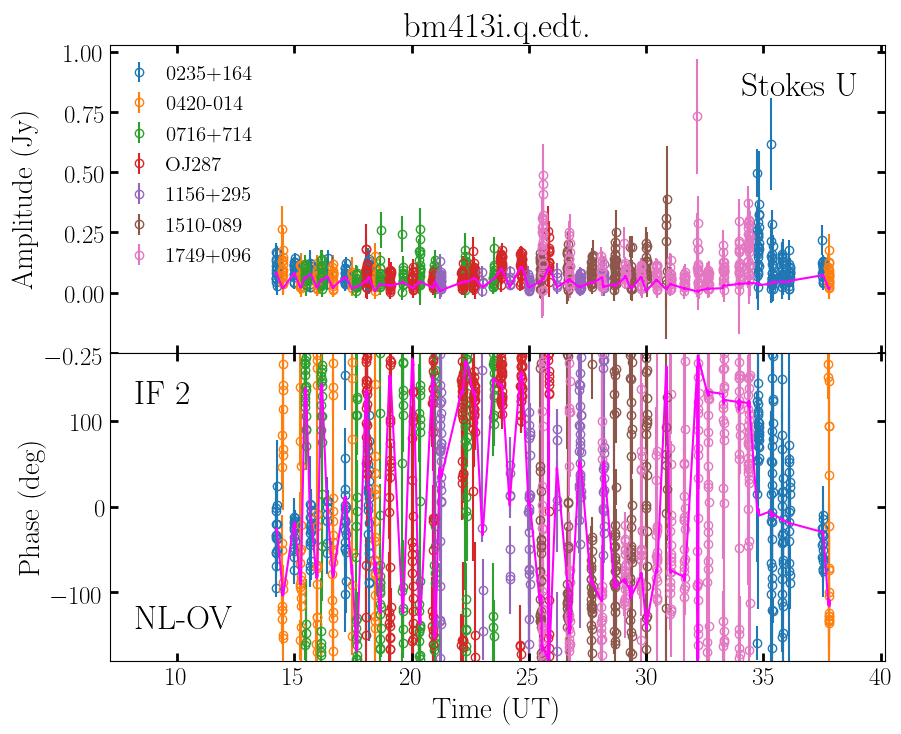 bm413i.q.edt.
1.00
0.75
0.50
0.25
0.00
−0.25
Amplitude (Jy)
0235+164
0420-014
0716+714
OJ287
1156+295
1510-089
1749+096
Stokes U
IF 2
NL-OV
100
0
−100
Phase (deg)
10 15 20 25 30 35 40
Time (UT)